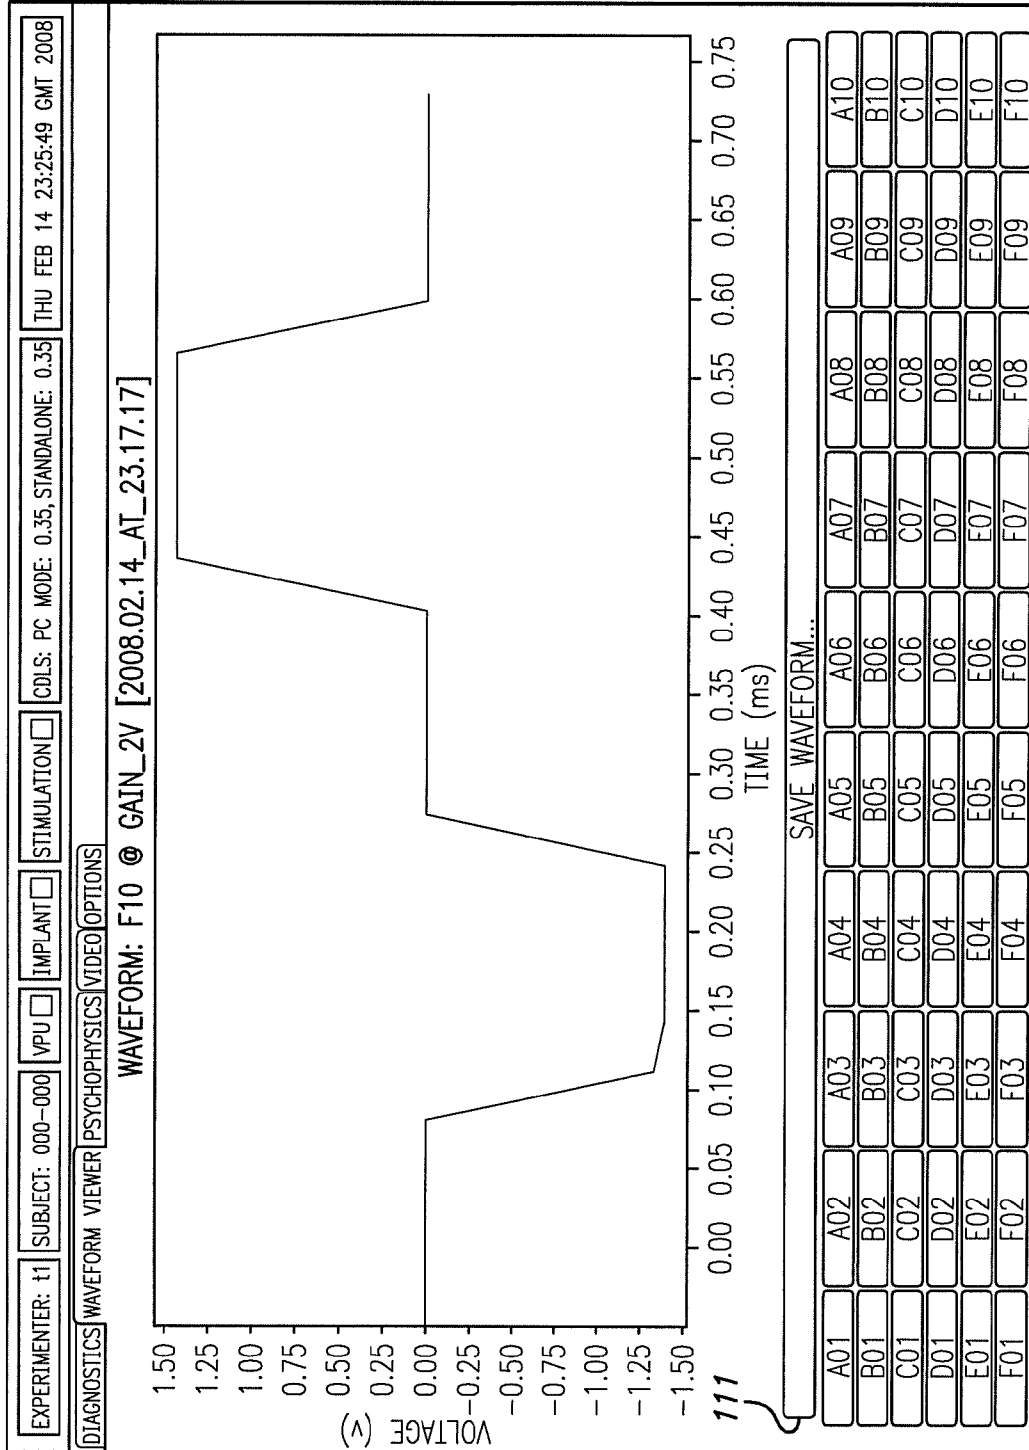 EXPERIMENTER: t1 SUBJECT: 000-000 VPU IMPLANT STIMULATION CDLS: PC MODE: 0.35, STANDALONE: 0.35 THU FEB 14 23:25:49 GMT 2008
DIAGNOSTICS WAVEFORM VIEWER PSYCHOPHYSICS VIDEO OPTIONS
WAVEFORM: F10 @ GAIN_2V [2008.02.14_AT_23.17.17]
VOLTAGE (v)
1.50
1.25
1.00
0.75
0.50
0.25
0.00
-0.25
-0.50
-0.75
-1.00
-1.25
-1.50
0.00 0.05 0.10 0.15 0.20 0.25 0.30 0.35 0.40 0.45 0.50 0.55 0.60 0.65 0.70 0.75
TIME (ms)
111
SAVE WAVEFORM...
A01 A02 A03 A04 A05 A06 A07 A08 A09 A10
B01 B02 B03 B04 B05 B06 B07 B08 B09 B10
C01 C02 C03 C04 C05 C06 C07 C08 C09 C10
D01 D02 D03 D04 D05 D06 D07 D08 D09 D10
E01 E02 E03 E04 E05 E06 E07 E08 E09 E10
F01 F02 F03 F04 F05 F06 F07 F08 F09 F10